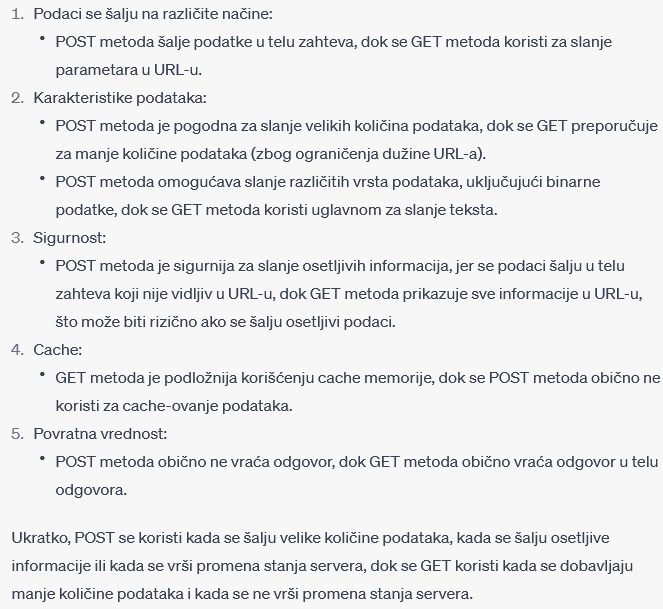 1. Podaci se šalju na različite načine:
• POST metoda šalje podatke u telu zahteva, dok se GET metoda koristi za slanje
parametara u URL-u.
2. Karakteristike podataka:
• POST metoda je pogodna za slanje velikih količina podataka, dok se GET preporučuje
za manje količine podataka (zbog ograničenja dužine URL-a).
• POST metoda omogućava slanje različitih vrsta podataka, uključujući binarne
podatke, dok se GET metoda koristi uglavnom za slanje teksta.
3. Sigurnost:
• POST metoda je sigurnija za slanje osetljivih informacija, jer se podaci šalju u telu
zahteva koji nije vidljiv u URL-u, dok GET metoda prikazuje sve informacije u URL-u,
što može biti rizično ako se šalju osetljivi podaci.
4. Cache:
• GET metoda je podložnija korišćenju cache memorije, dok se POST metoda obično ne
koristi za cache-ovanje podataka.
5. Povratna vrednost:
• POST metoda obično ne vraća odgovor, dok GET metoda obično vraća odgovor u telu
odgovora.
Ukratko, POST se koristi kada se šalju velike količine podataka, kada se šalju osetljive
informacije ili kada se vrši promena stanja servera, dok se GET koristi kada se dobavljaju
manje količine podataka i kada se ne vrši promena stanja servera.